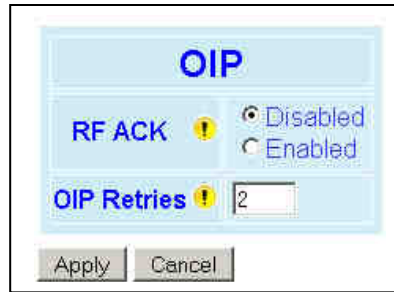 OIP
RF ACK ! Disabled
Enabled
OIP Retries ! 2
Apply Cancel